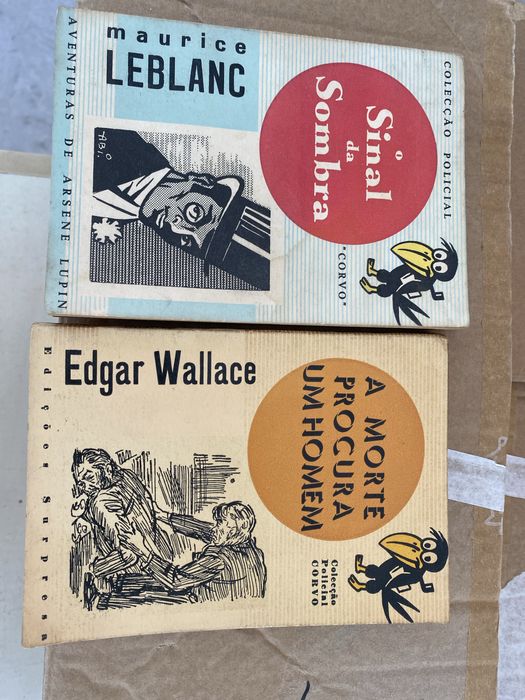 maurice
LEBLANC
AVENTURAS DE ARSENE LUPIN
COLECÇÃO POLICIAL
o
Sinal
da
Sombra
"CORVO"
ABI.O
Edgar Wallace
Edições Surpresa
A MORTE
PROCURA
UM HOMEM
Colecção
Policial
CORVO